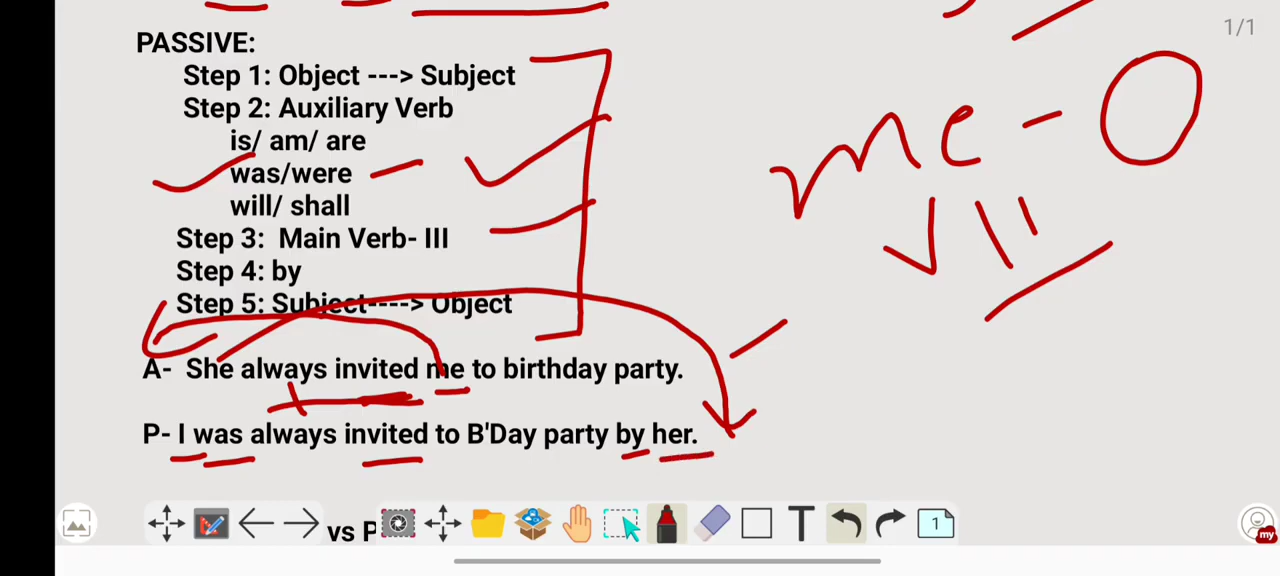 1/1
PASSIVE:
Step 1: Object ---> Subject
Step 2: Auxiliary Verb
is/ am/ are
was/were
will/ shall
Step 3: Main Verb- III
Step 4: by
Step 5: Subject----> Object
me - O
A- She always invited me to birthday party.
P- I was always invited to B'Day party by her.
vs P
T
1
my